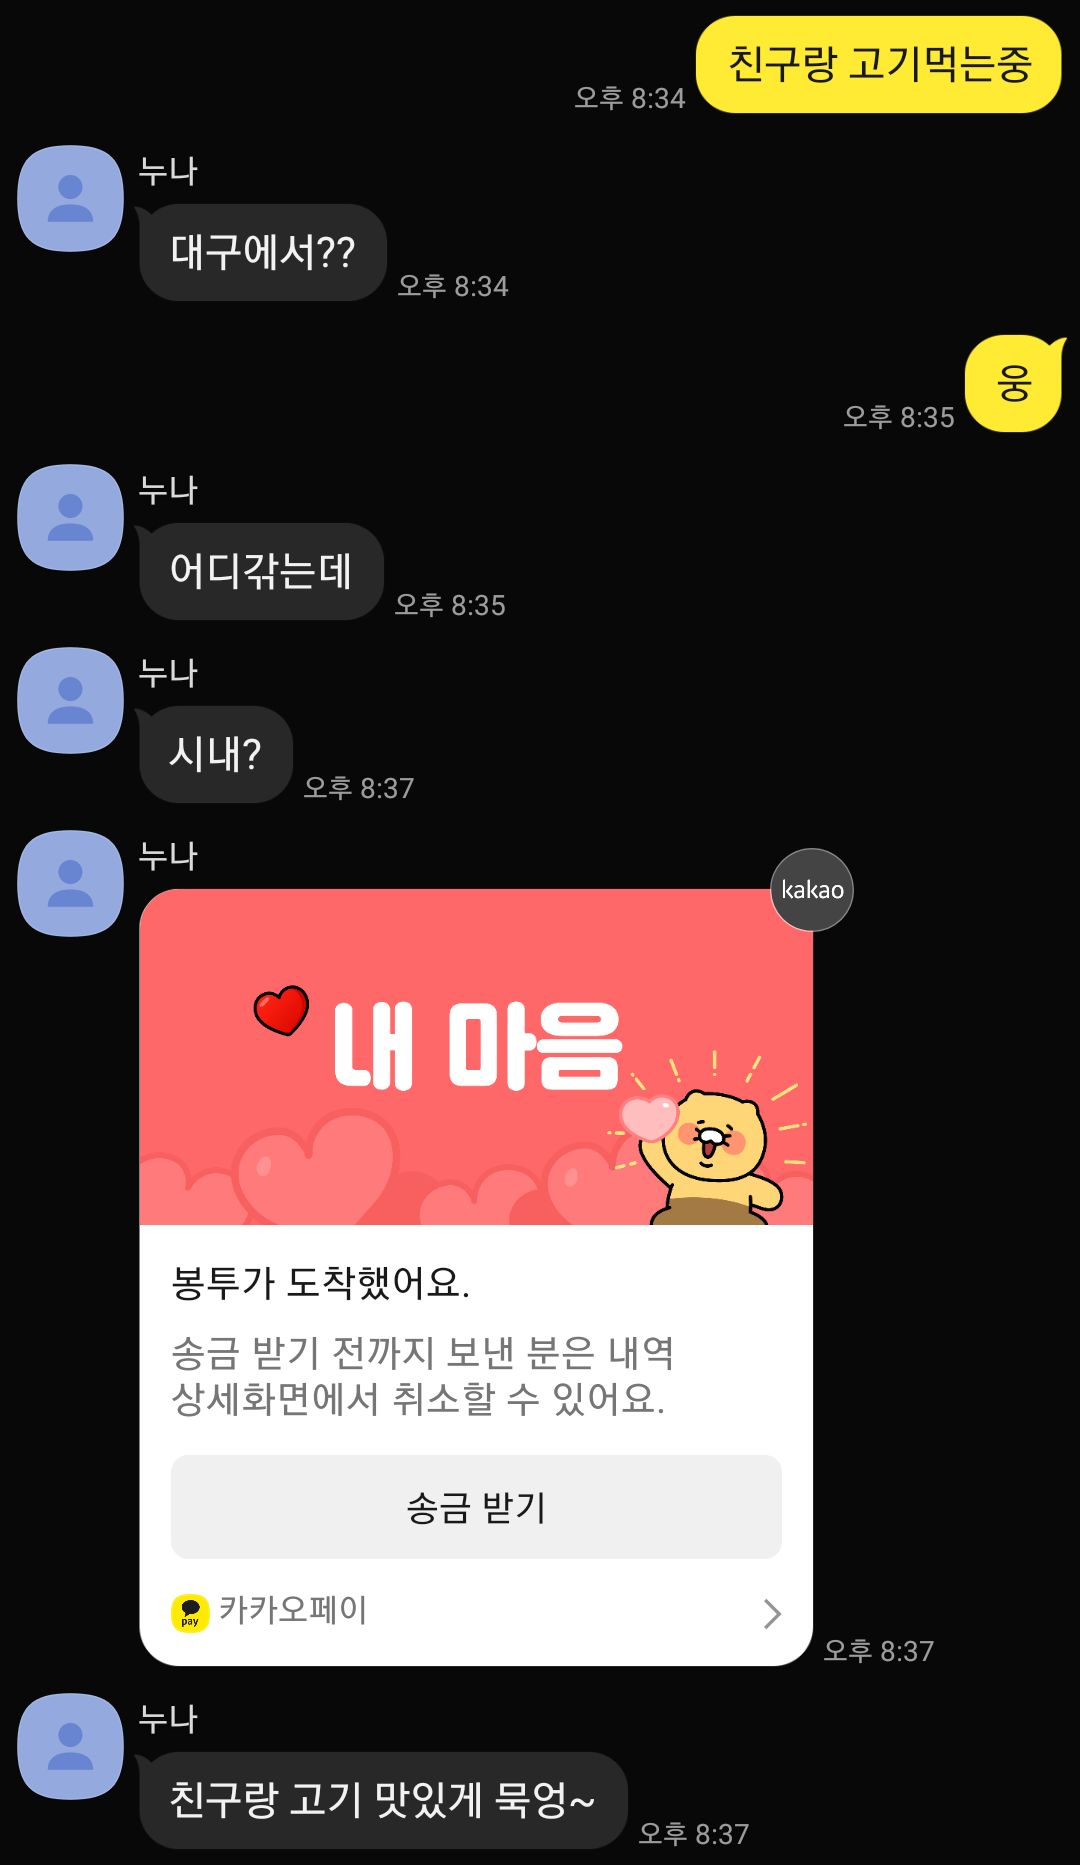 친구랑 고기먹는중
오후 8:34
누나
대구에서??
오후 8:34
웅
오후 8:35
누나
어디갂는데
오후 8:35
누나
시내?
오후 8:37
누나
kakao
내 마음
봉투가 도착했어요.
송금 받기 전까지 보낸 분은 내역
상세화면에서 취소할 수 있어요.
송금 받기
pay 카카오페이
오후 8:37
누나
친구랑 고기 맛있게 묵엉~
오후 8:37